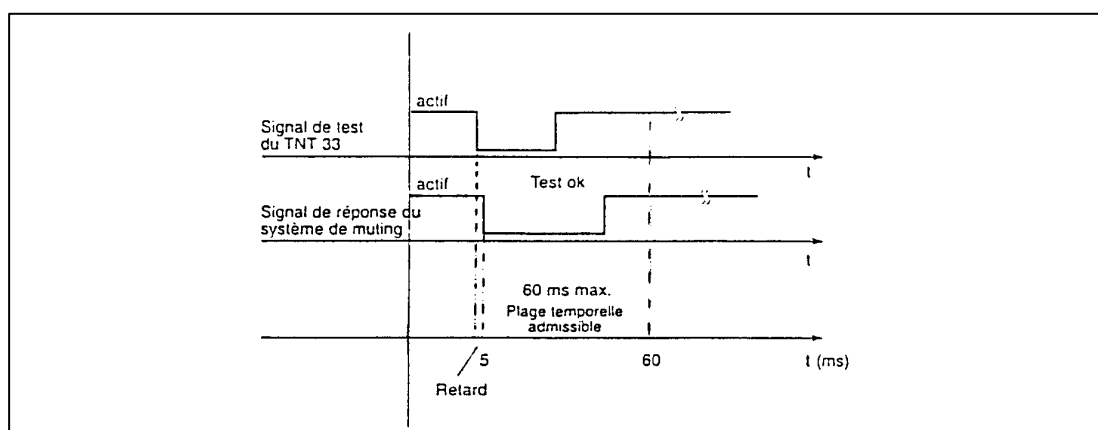 actif
Signal de test
du TNT 33
t
actif
Test ok
Signal de réponse du
système de muting
t
60 ms max.
Plage temporelle
admissible
5
60
t (ms)
Retard